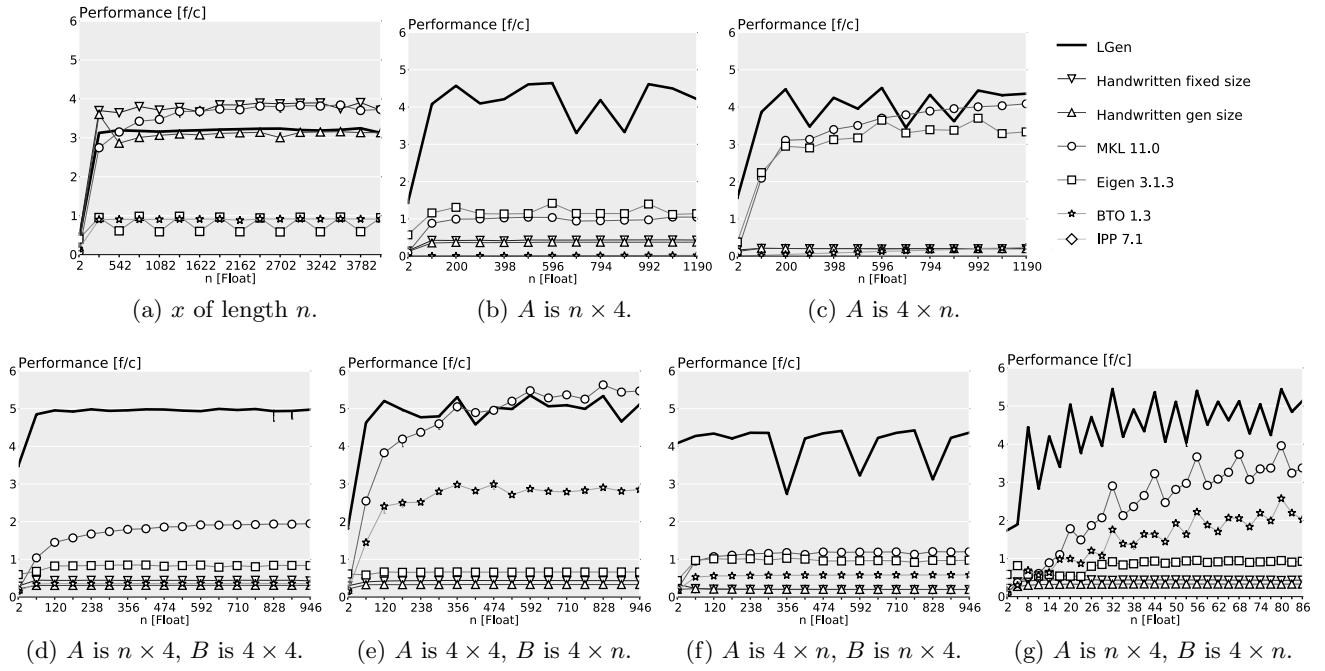 Performance [f/c]
6
5
4
3
2
1
0
2 542 1082 1622 2162 2702 3242 3782
n [Float]
(a) x of length n.
Performance [f/c]
6
5
4
3
2
1
0
2 200 398 596 794 992 1190
n [Float]
(b) A is n × 4.
Performance [f/c]
6
5
4
3
2
1
0
2 200 398 596 794 992 1190
n [Float]
(c) A is 4 × n.
LGen
Handwritten fixed size
Handwritten gen size
MKL 11.0
Eigen 3.1.3
BTO 1.3
IPP 7.1
Performance [f/c]
6
5
4
3
2
1
0
2 120 238 356 474 592 710 828 946
n [Float]
(d) A is n × 4, B is 4 × 4.
Performance [f/c]
6
5
4
3
2
1
0
2 120 238 356 474 592 710 828 946
n [Float]
(e) A is 4 × 4, B is 4 × n.
Performance [f/c]
6
5
4
3
2
1
0
2 120 238 356 474 592 710 828 946
n [Float]
(f) A is 4 × n, B is n × 4.
Performance [f/c]
6
5
4
3
2
1
0
2 8 14 20 26 32 38 44 50 56 62 68 74 80 86
n [Float]
(g) A is n × 4, B is 4 × n.